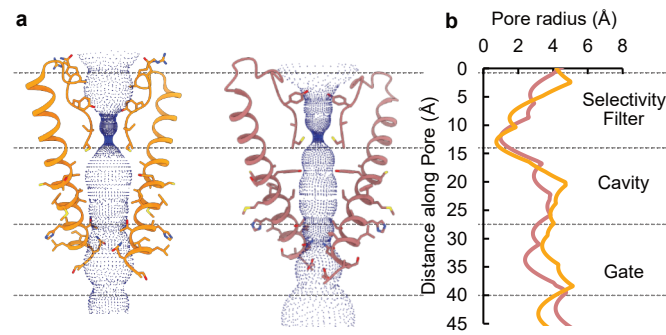 a
b
Pore radius (Å)
0 2 4 6 8
Distance along Pore (Å)
0
5
10
15
20
25
30
35
40
45
Selectivity
Filter
Cavity
Gate